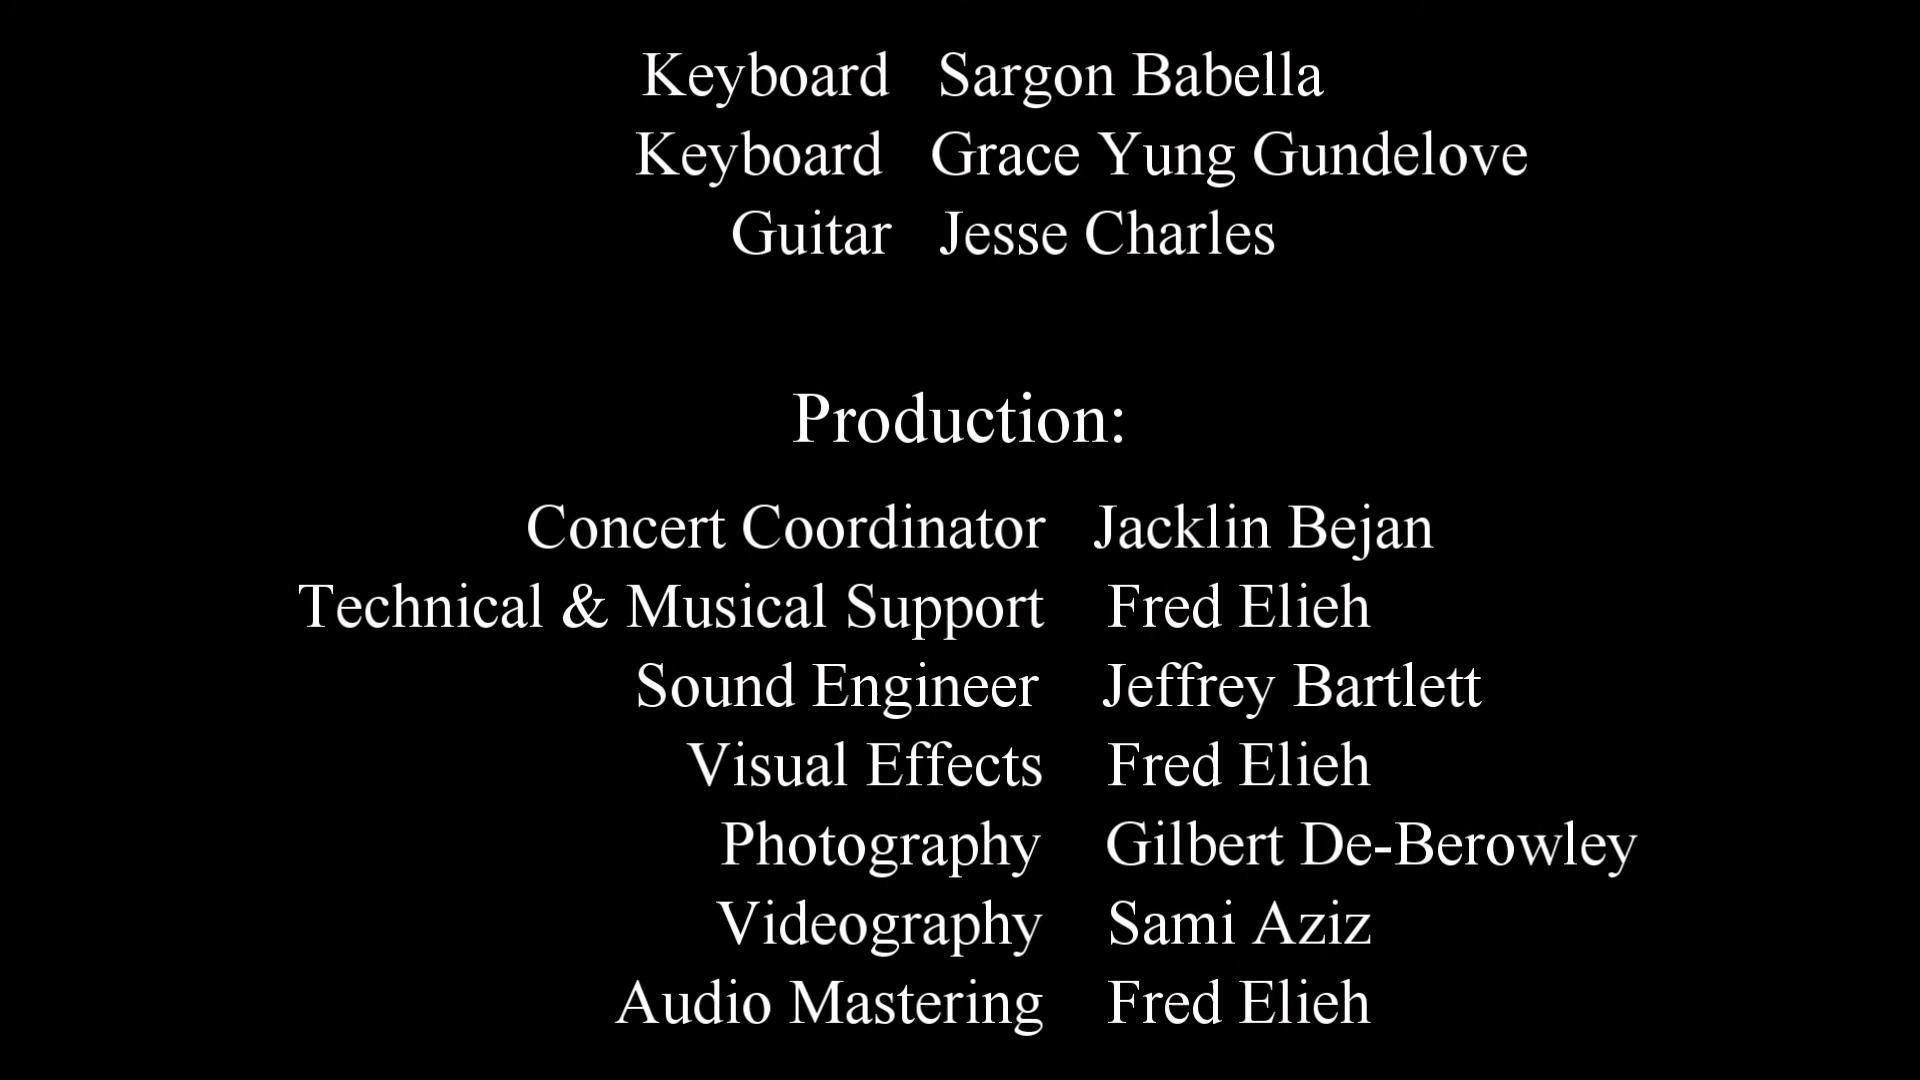 Keyboard Sargon Babella
Keyboard Grace Yung Gundelove
Guitar Jesse Charles
Production:
Concert Coordinator Jacklin Bejan
Technical & Musical Support Fred Elieh
Sound Engineer Jeffrey Bartlett
Visual Effects Fred Elieh
Photography Gilbert De-Berowley
Videography Sami Aziz
Audio Mastering Fred Elieh